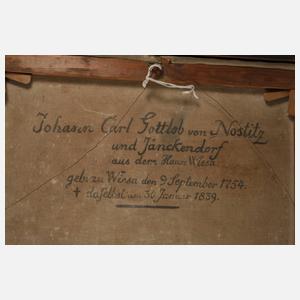 Johann Carl Gottlob von Nostitz
und Jänckendorf
aus dem Hause Wiesa.
geb: zu Wiesa den 9 September 1754.
† daselbst am 30. Januar 1839.